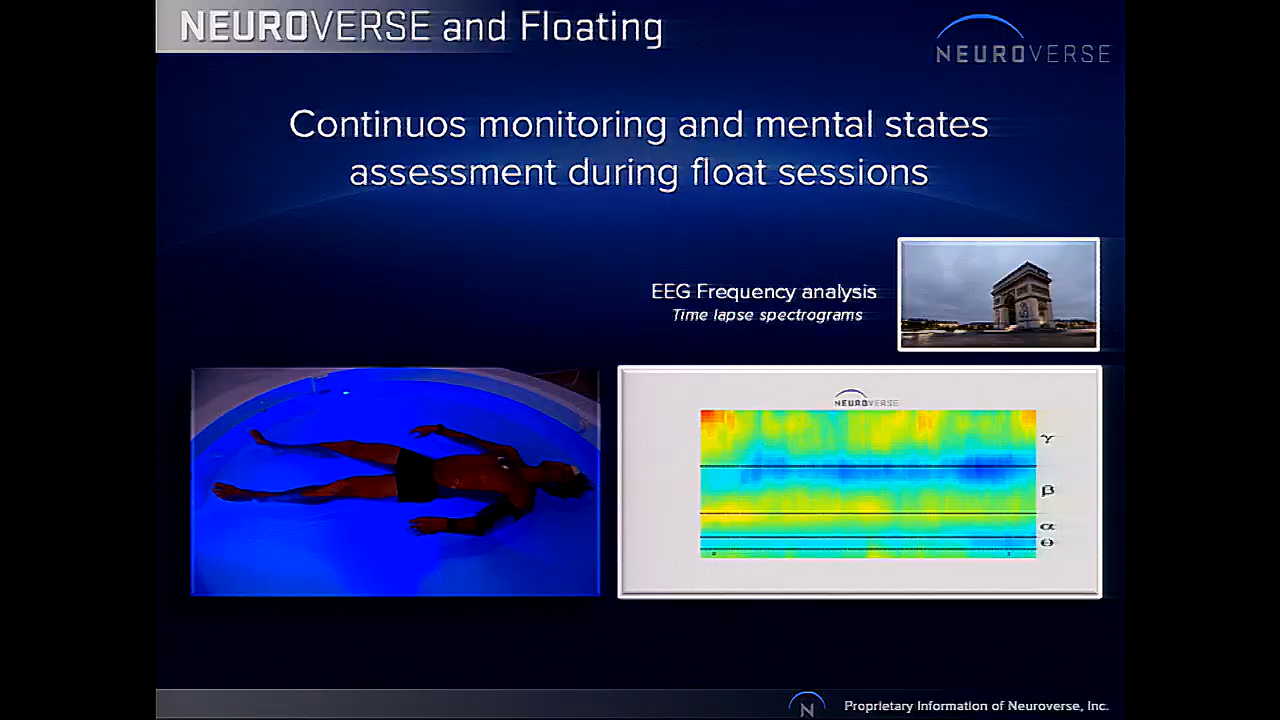 NEUROVERSE and Floating
NEUROVERSE
Continuos monitoring and mental states
assessment during float sessions
EEG Frequency analysis
Time lapse spectrograms
NEUROVERSE
γ
β
α
θ
N
Proprietary Information of Neuroverse, Inc.